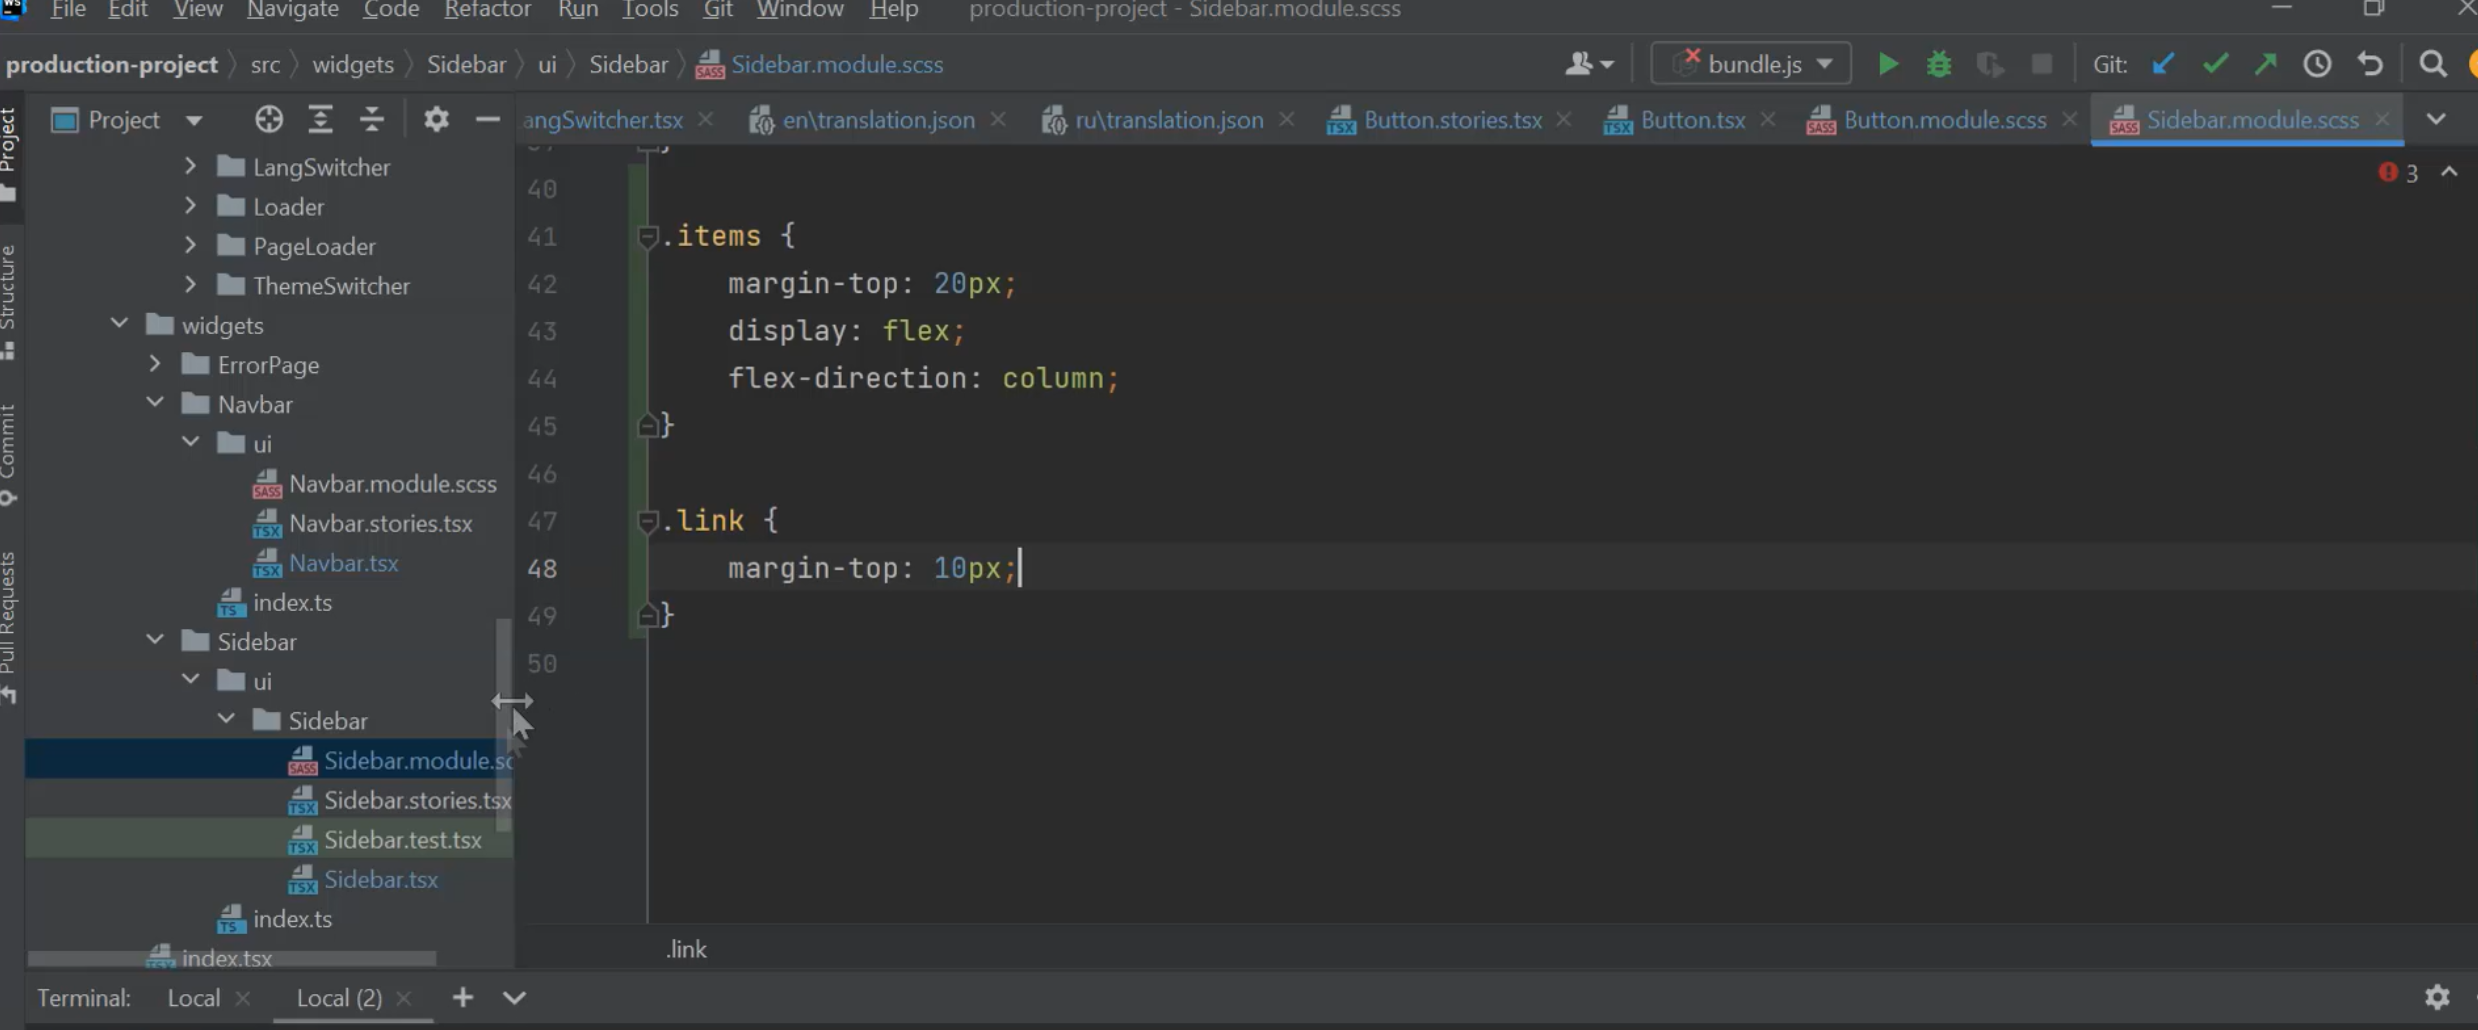 WS File Edit View Navigate Code Refactor Run Tools Git Window Help production-project - Sidebar.module.scss
production-project src widgets Sidebar ui Sidebar Sidebar.module.scss bundle.js Git:
Project
Project angSwitcher.tsx en\translation.json ru\translation.json Button.stories.tsx Button.tsx Button.module.scss Sidebar.module.scss
LangSwitcher
Loader
PageLoader
ThemeSwitcher
widgets
ErrorPage
Navbar
ui
Navbar.module.scss
Navbar.stories.tsx
Navbar.tsx
index.ts
Sidebar
ui
Sidebar
Sidebar.module.sc
Sidebar.stories.tsx
Sidebar.test.tsx
Sidebar.tsx
index.ts
index.tsx
Structure
Commit
Pull Requests
3
40
41 .items {
42 margin-top: 20px;
43 display: flex;
44 flex-direction: column;
45 }
46
47 .link {
48 margin-top: 10px;
49 }
50
.link
Terminal: Local Local (2)